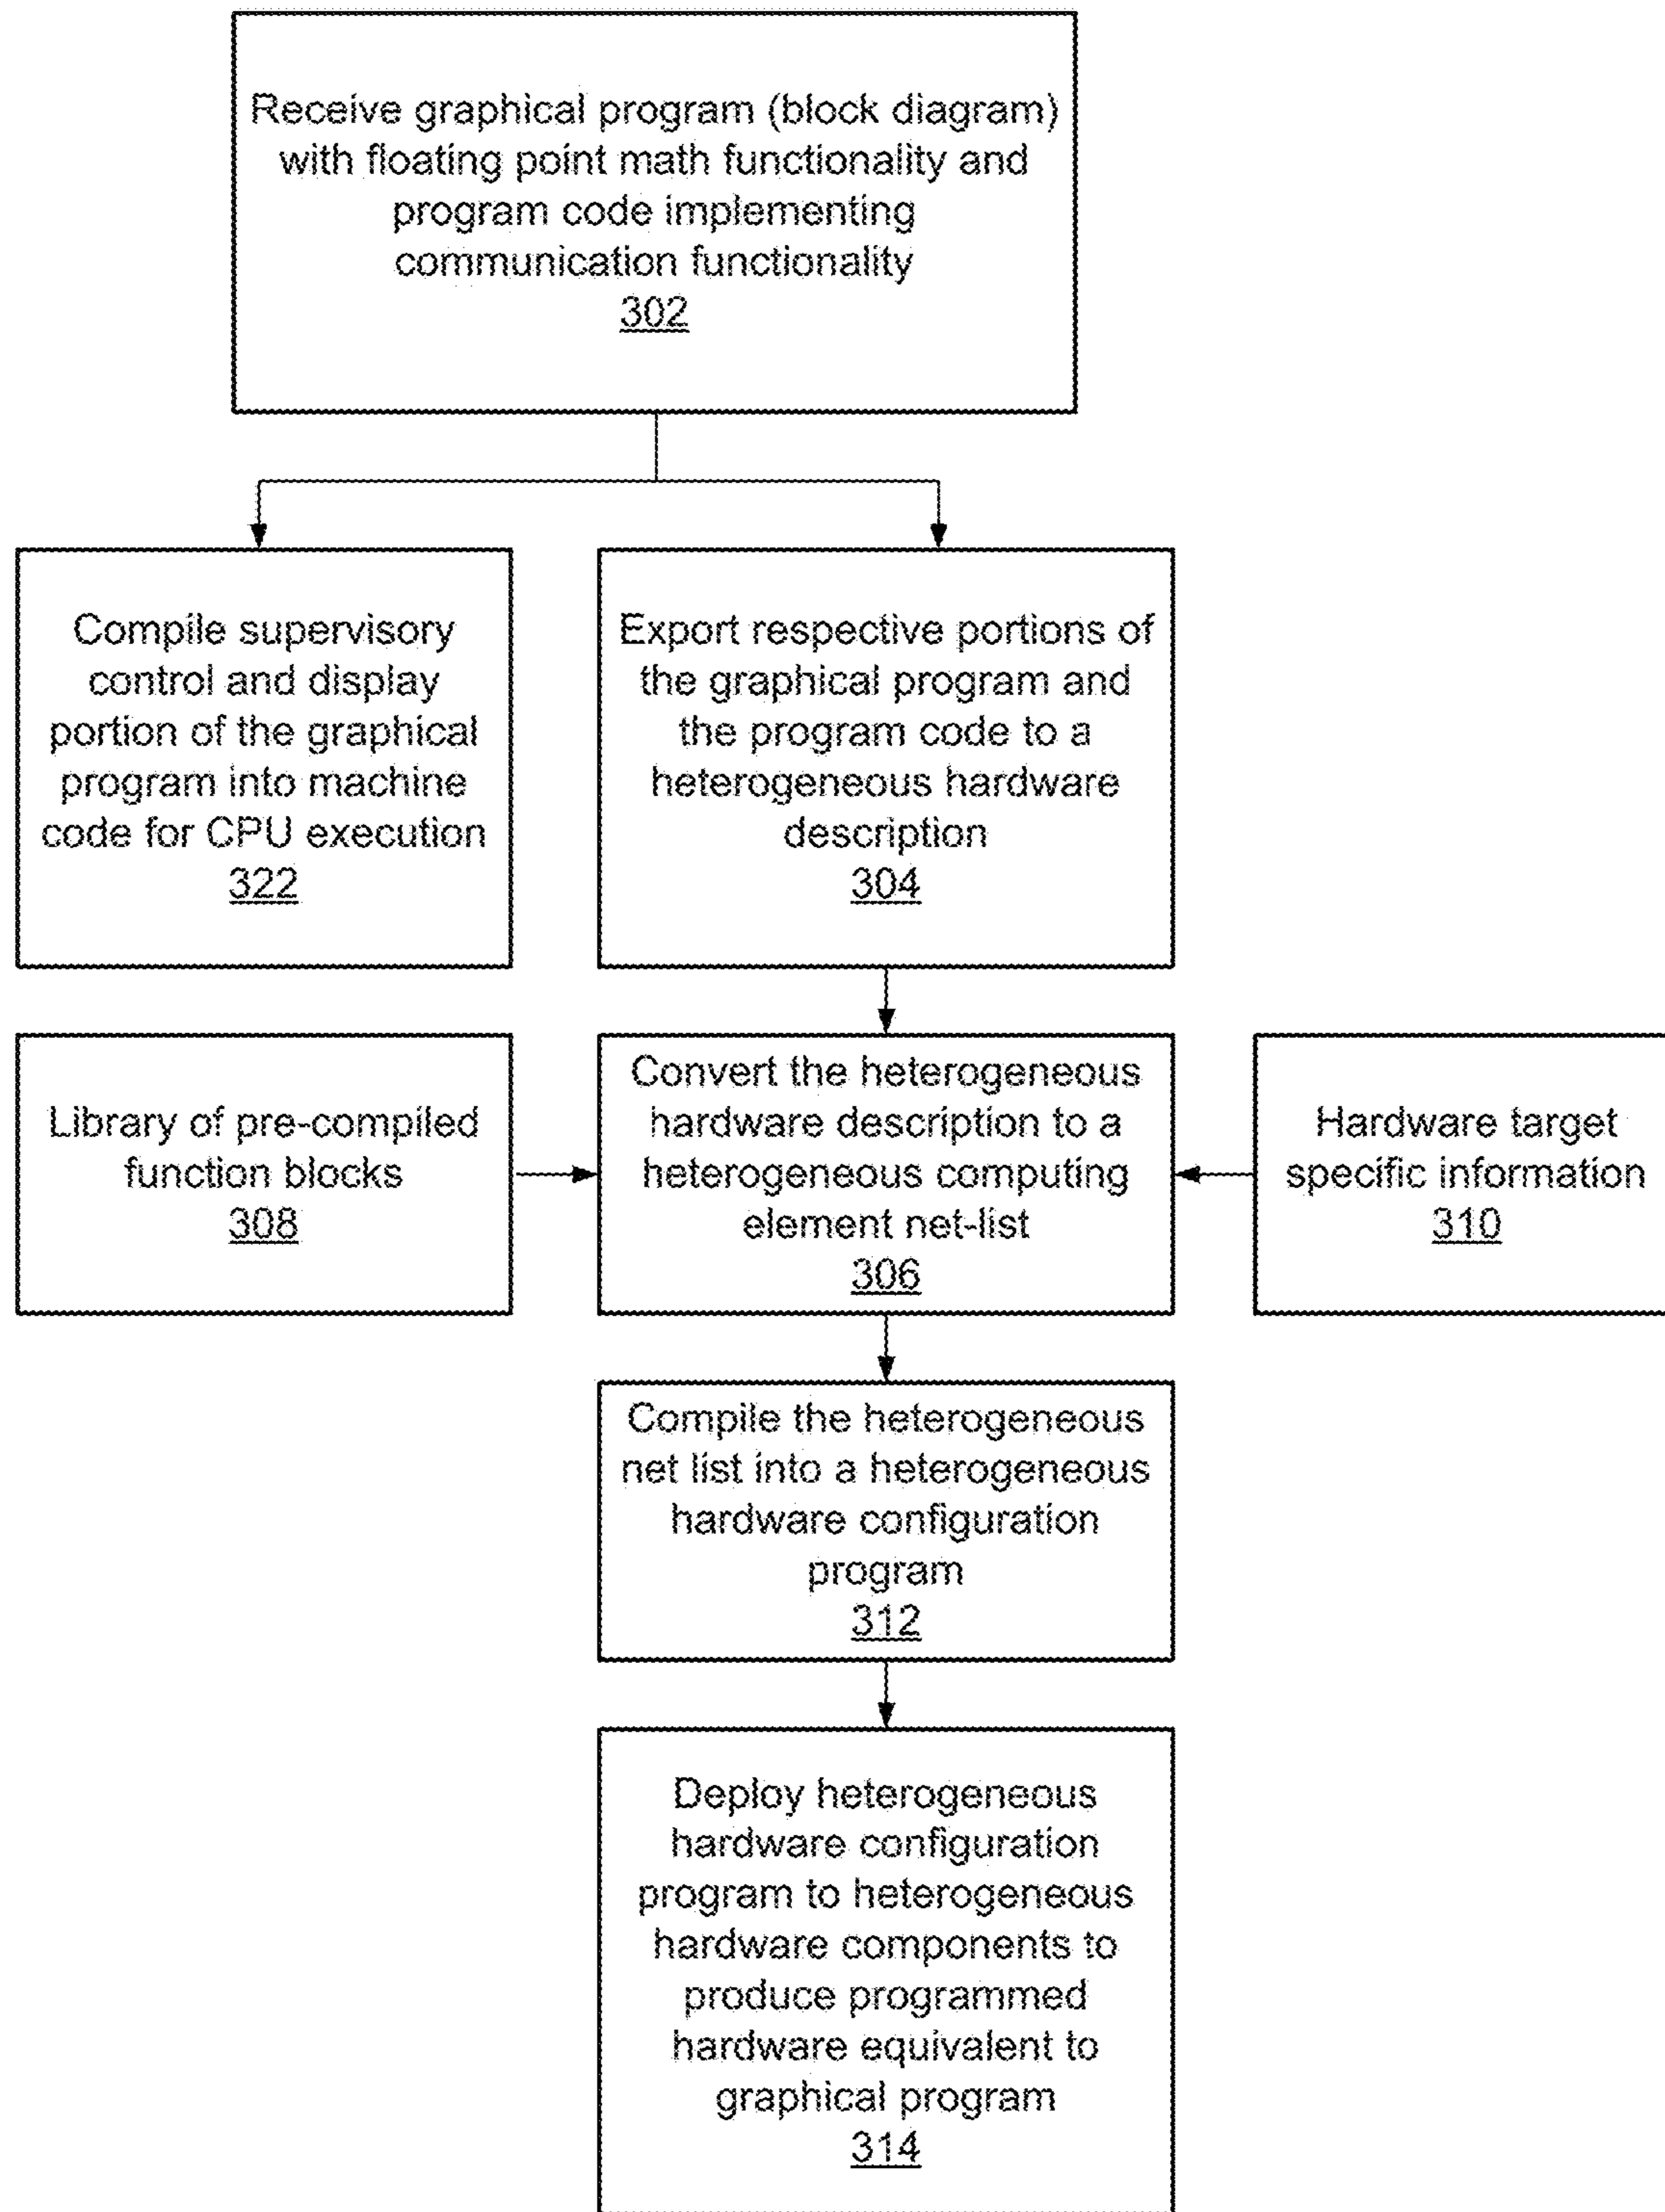 Receive graphical program (block diagram)
with floating point math functionality and
program code implementing
communication functionality
302
Compile supervisory
control and display
portion of the graphical
program into machine
code for CPU execution
322
Export respective portions of
the graphical program and
the program code to a
heterogeneous hardware
description
304
Library of pre-compiled
function blocks
308
Convert the heterogeneous
hardware description to a
heterogeneous computing
element net-list
306
Hardware target
specific information
310
Compile the heterogeneous
net list into a heterogeneous
hardware configuration
program
312
Deploy heterogeneous
hardware configuration
program to heterogeneous
hardware components to
produce programmed
hardware equivalent to
graphical program
314